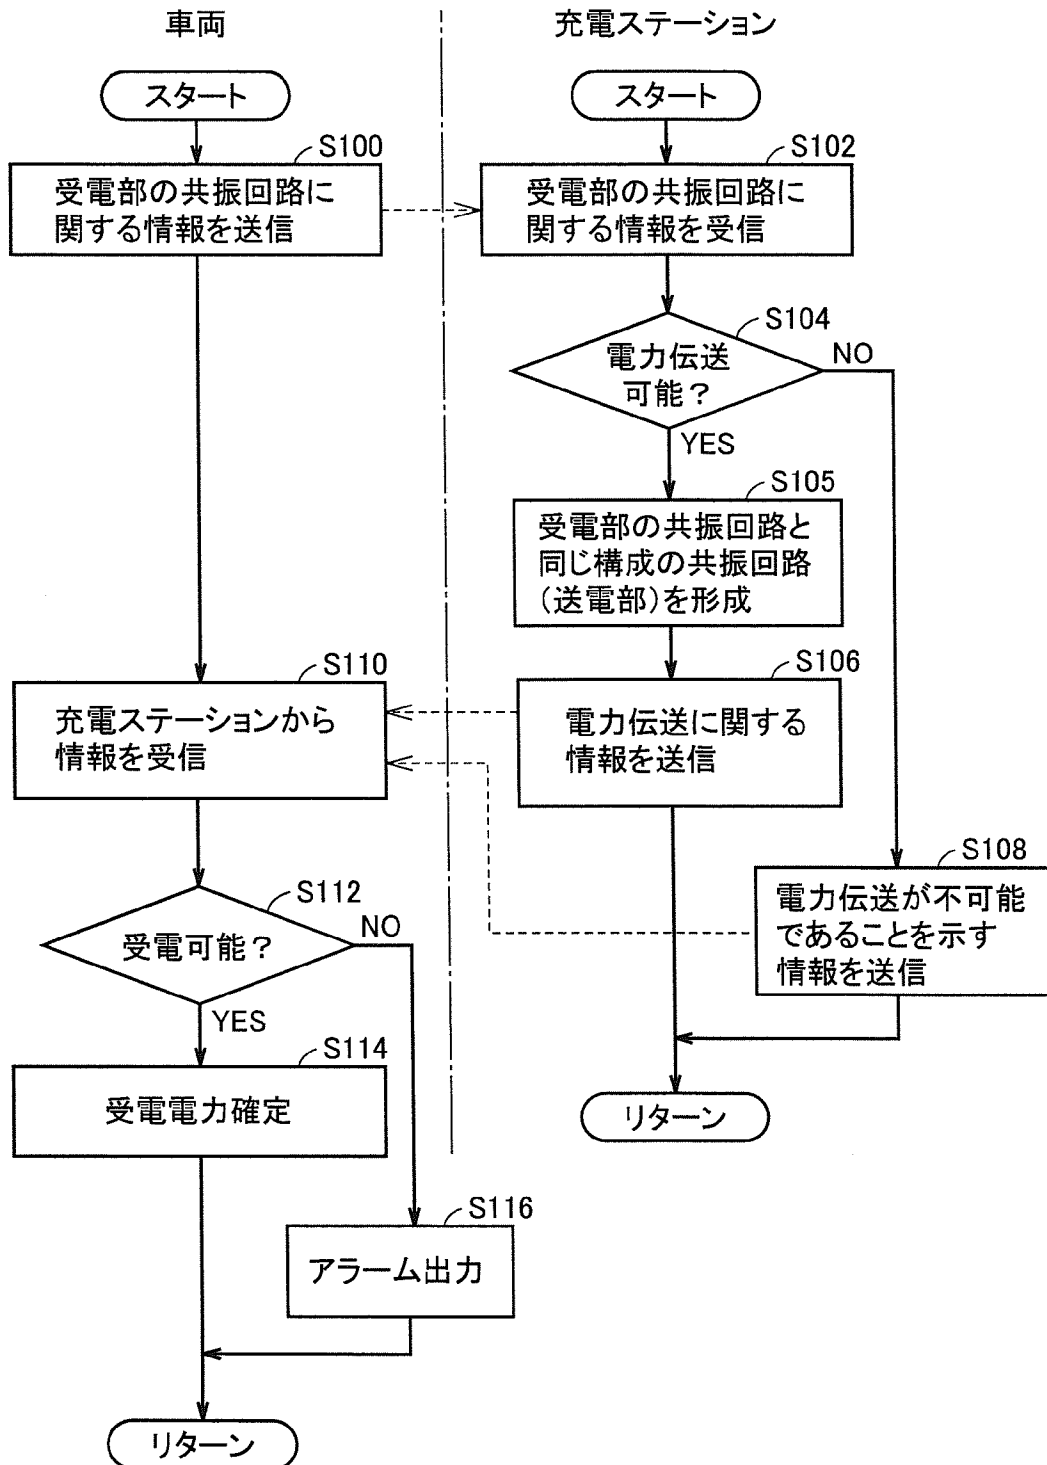 車両
スタート
S100
受電部の共振回路に
関する情報を送信
S110
充電ステーションから
情報を受信
S112
受電可能？
NO
YES
S114
受電電力確定
S116
アラーム出力
リターン
充電ステーション
スタート
S102
受電部の共振回路に
関する情報を受信
S104
電力伝送
可能？
NO
YES
S105
受電部の共振回路と
同じ構成の共振回路
（送電部）を形成
S106
電力伝送に関する
情報を送信
S108
電力伝送が不可能
であることを示す
情報を送信
リターン